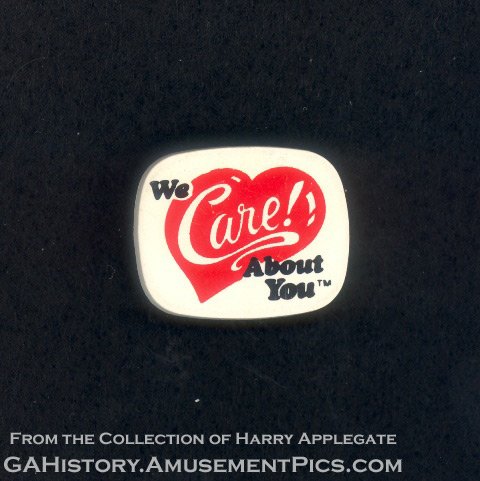 We
Care!
About
You™
From the Collection of Harry Applegate
GAHistory.AmusementPics.com